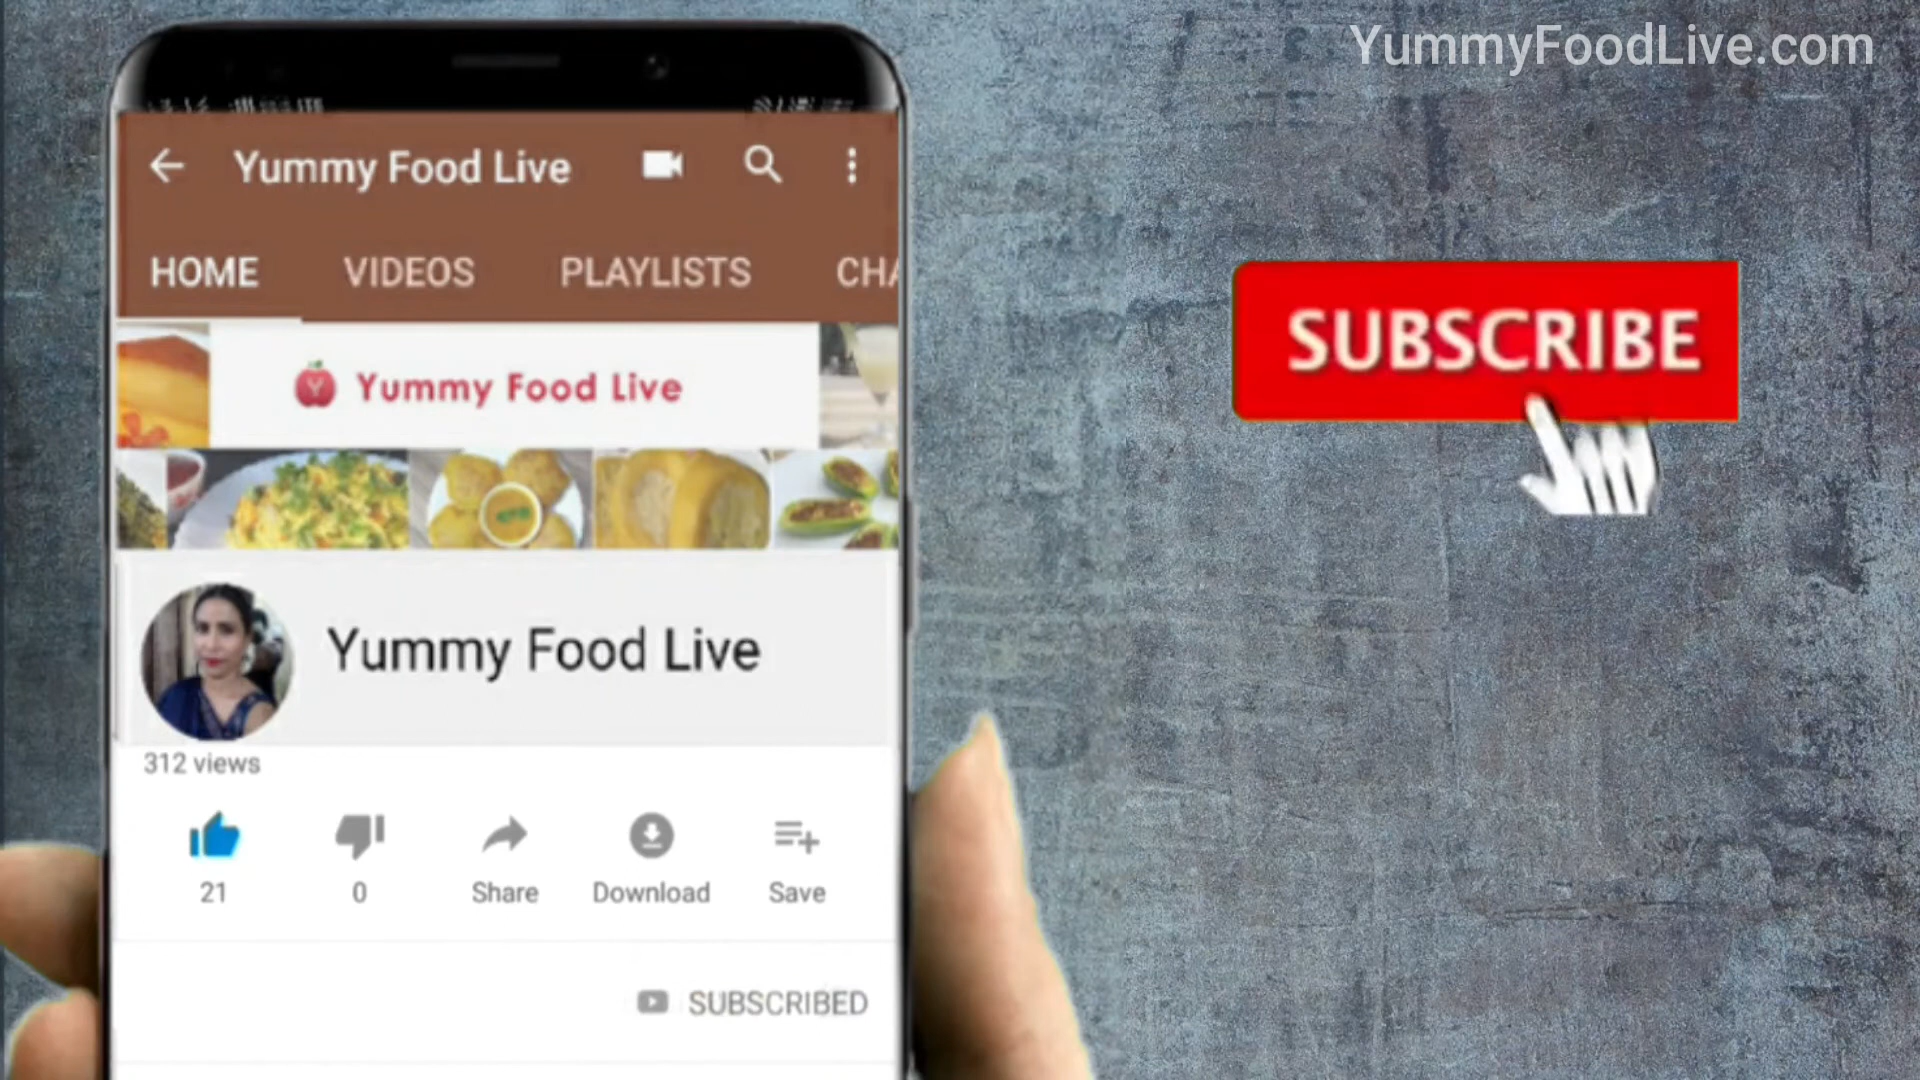 YummyFoodLive.com
Yummy Food Live
HOME VIDEOS PLAYLISTS CHA
Yummy Food Live
Yummy Food Live
312 views
21 0 Share Download Save
SUBSCRIBED
SUBSCRIBE